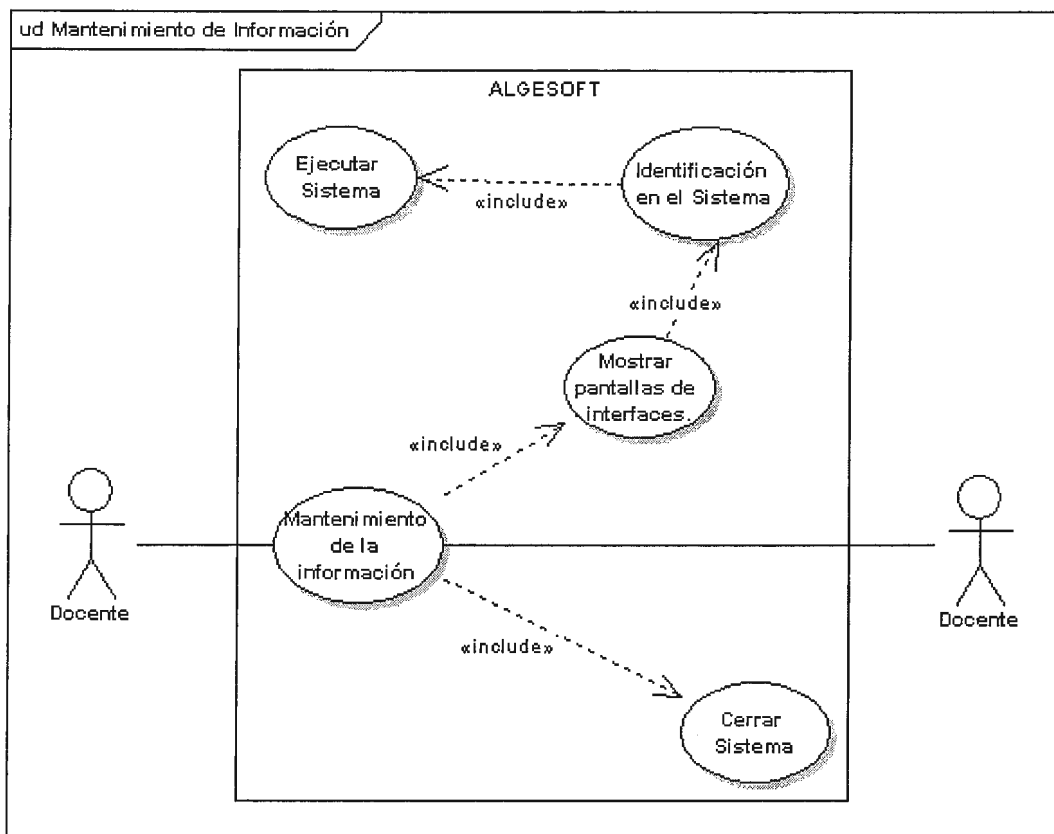 ud Mantenimiento de Información
ALGESOFT
Ejecutar
Sistema
Identificación
en el Sistema
«include»
«include»
Mostrar
pantallas de
interfaces.
«include»
Mantenimiento
de la
información
Docente
Docente
«include»
Cerrar
Sistema